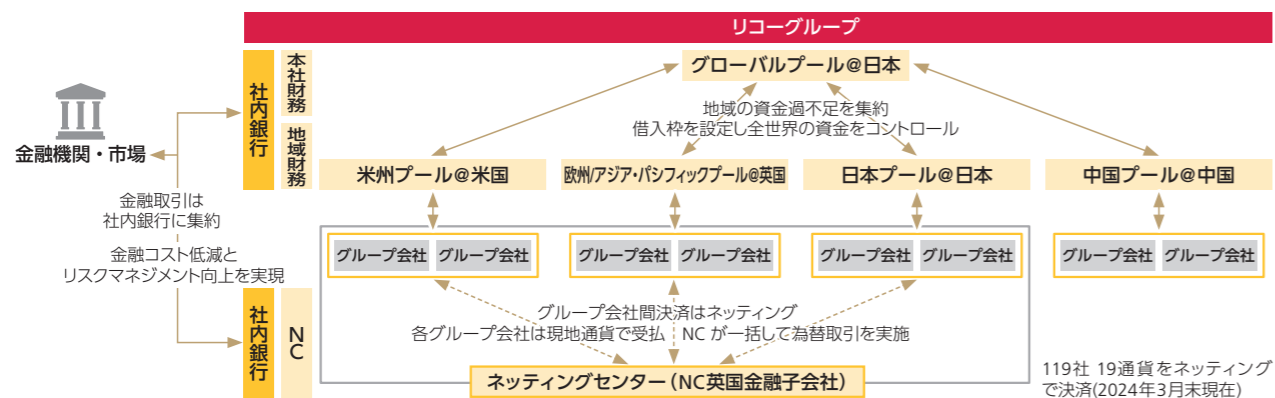 リコーグループ
社内銀行
本社財務
地域財務
グローバルプール@日本
地域の資金過不足を集約
借入枠を設定し全世界の資金をコントロール
金融機関・市場
米州プール@米国
欧州/アジア・パシフィックプール@英国
日本プール@日本
中国プール@中国
金融取引は
社内銀行に集約
金融コスト低減と
リスクマネジメント向上を実現
グループ会社 グループ会社
グループ会社 グループ会社
グループ会社 グループ会社
グループ会社 グループ会社
社内銀行
NC
グループ会社間決済はネッティング
各グループ会社は現地通貨で受払 NC が一括して為替取引を実施
ネッティングセンター(NC英国金融子会社)
119社 19通貨をネッティング
で決済(2024年3月末現在)